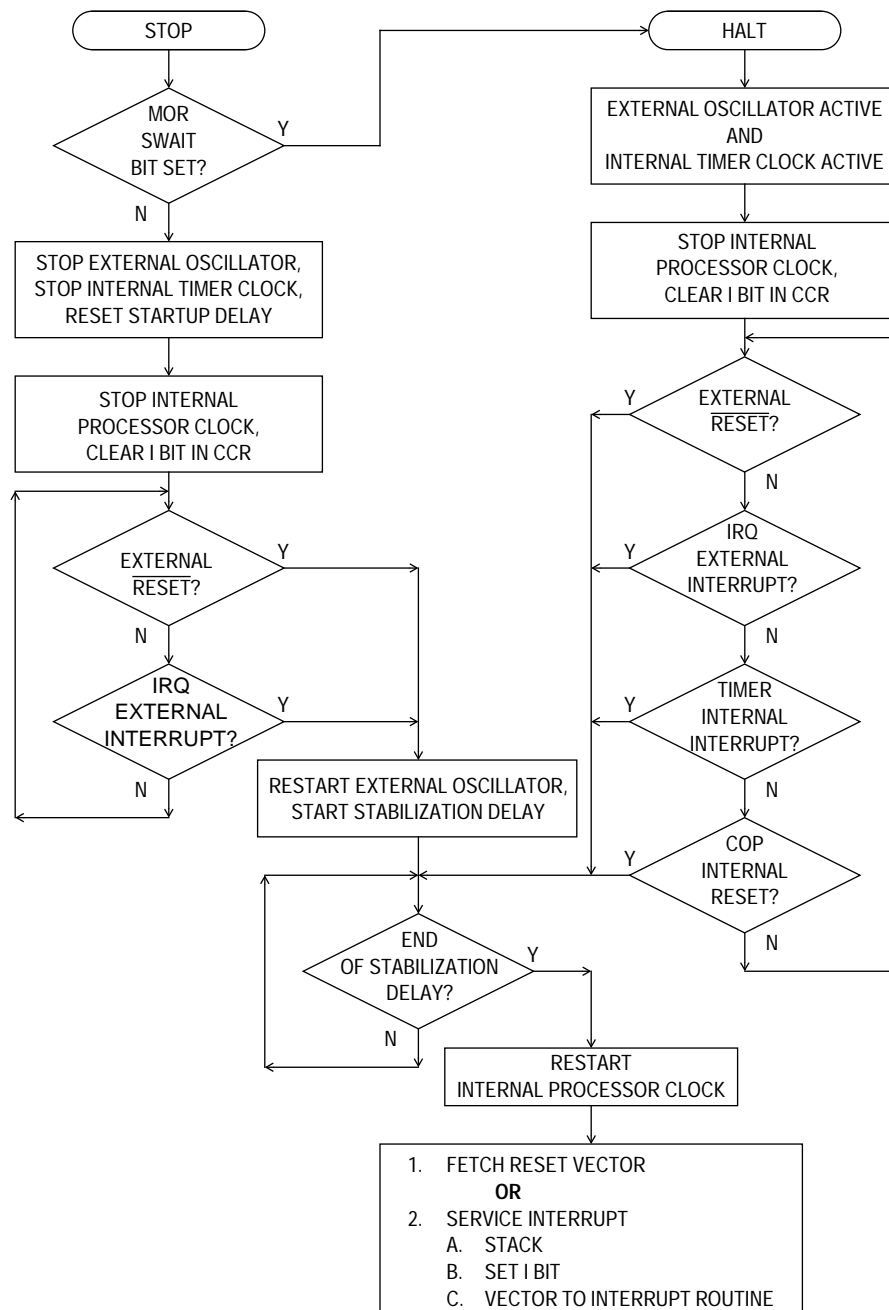 STOP
MOR
SWAIT
BIT SET?
Y
N
STOP EXTERNAL OSCILLATOR,
STOP INTERNAL TIMER CLOCK,
RESET STARTUP DELAY
STOP INTERNAL
PROCESSOR CLOCK,
CLEAR I BIT IN CCR
EXTERNAL
RESET?
Y
N
IRQ
EXTERNAL
INTERRUPT?
Y
N
RESTART EXTERNAL OSCILLATOR,
START STABILIZATION DELAY
END
OF STABILIZATION
DELAY?
Y
N
HALT
EXTERNAL OSCILLATOR ACTIVE
AND
INTERNAL TIMER CLOCK ACTIVE
STOP INTERNAL
PROCESSOR CLOCK,
CLEAR I BIT IN CCR
EXTERNAL
RESET?
Y
N
IRQ
EXTERNAL
INTERRUPT?
Y
N
TIMER
INTERNAL
INTERRUPT?
Y
N
COP
INTERNAL
RESET?
Y
N
RESTART
INTERNAL PROCESSOR CLOCK
1. FETCH RESET VECTOR
OR
2. SERVICE INTERRUPT
A. STACK
B. SET I BIT
C. VECTOR TO INTERRUPT ROUTINE